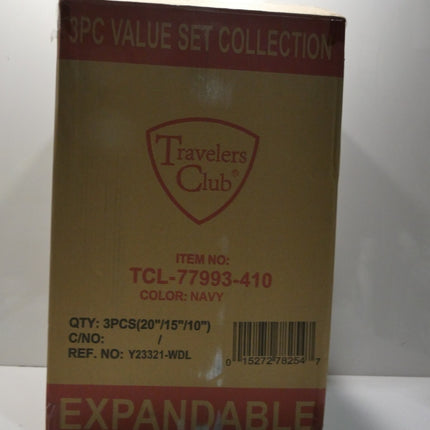 3PC VALUE SET COLLECTION
Travelers
Club®
ITEM NO:
TCL-77993-410
COLOR: NAVY
QTY: 3PCS(20"/15"/10")
C/NO: /
REF. NO: Y23321-WDL
0 15272 78254 7
EXPANDABLE